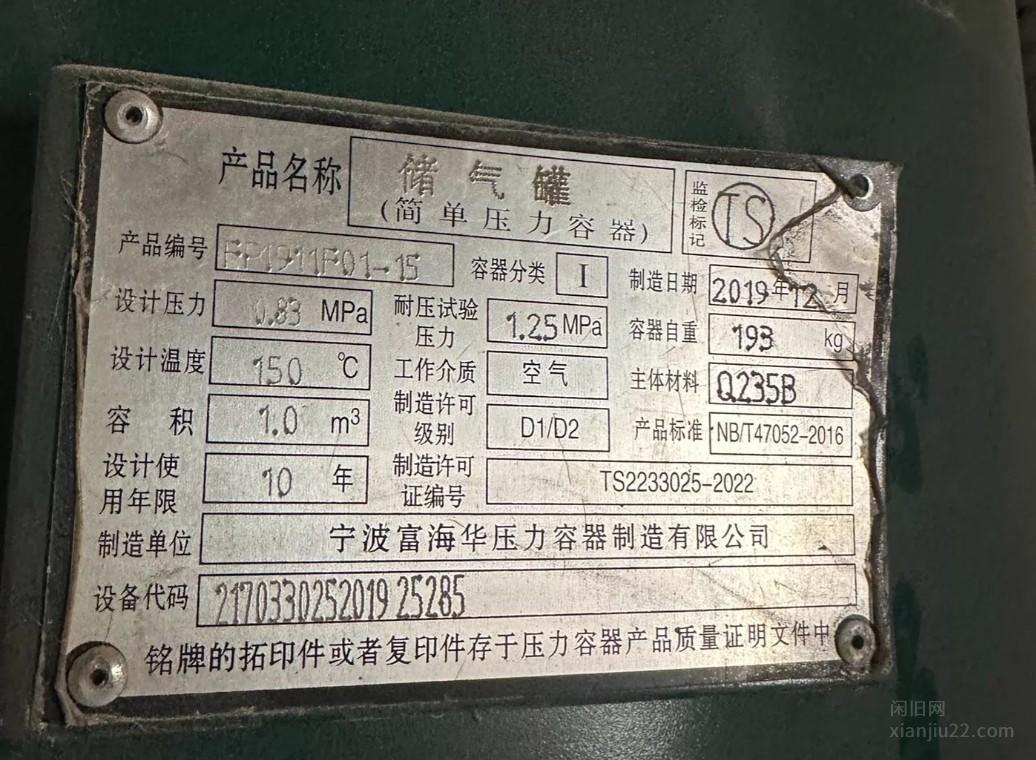 产品名称 储气罐
(简单压力容器)
监检标记 TS
产品编号
容器分类 I
制造日期 2019年12月
设计压力 0.83 MPa
耐压试验压力 1.25 MPa
容器自重 193 kg
设计温度 150 ℃
工作介质 空气
主体材料 Q235B
容积 1.0 m³
制造许可级别 D1/D2
产品标准 NB/T47052-2016
设计使用年限 10 年
制造许可证编号 TS2233025-2022
制造单位 宁波富海华压力容器制造有限公司
设备代码 217033025201925285
铭牌的拓印件或者复印件存于压力容器产品质量证明文件中
闲旧网
xianjiu22.com